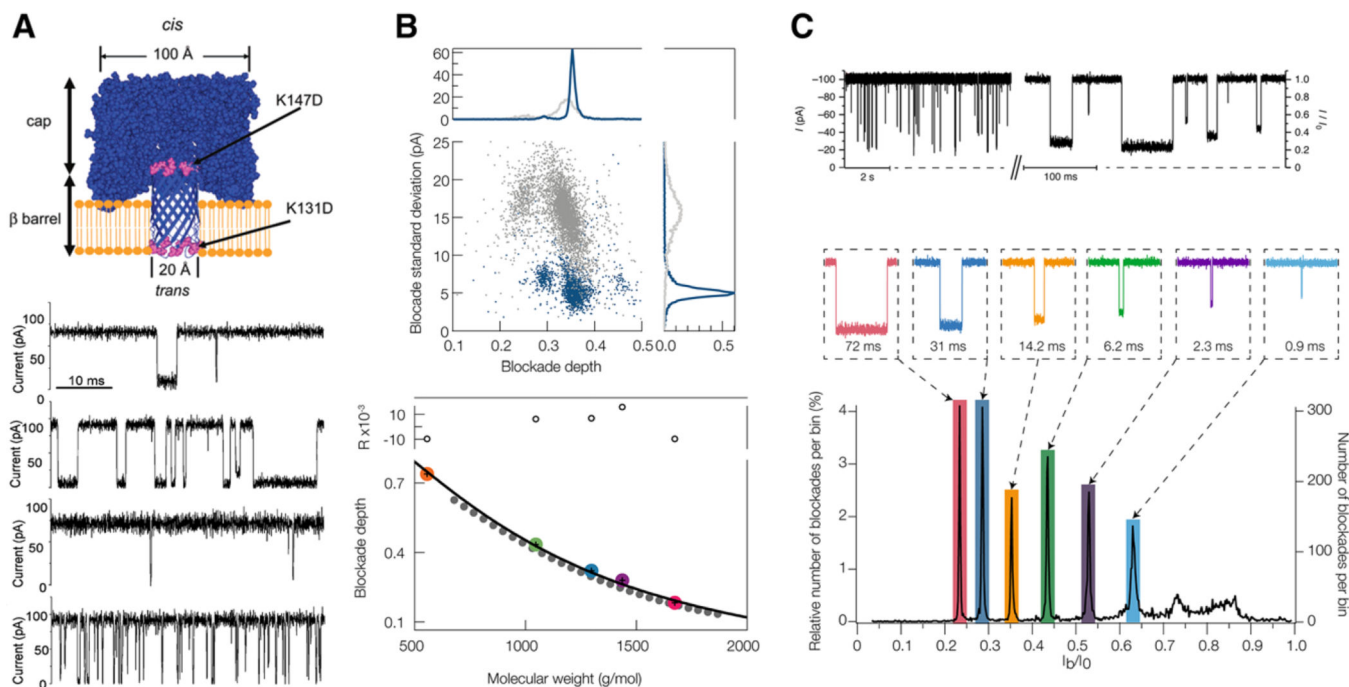 A
cis
100 Å
K147D
cap
β barrel
K131D
20 Å
trans
Current (pA)
100
50
0
10 ms
Current (pA)
100
50
0
Current (pA)
100
50
0
Current (pA)
100
50
0
B
60
40
20
0
Blocade standard deviation (pA)
25
20
15
10
5
0
0.1 0.2 0.3 0.4 0.5
0.0 0.6
Blockade depth
R x10-3
10
-10
Blockade depth
0.7
0.4
0.1
500 1000 1500 2000
Molecular weight (g/mol)
C
I (pA)
−100
−80
−60
−40
−20
0
1.0
0.8
0.6
0.4
0.2
0
I / I0
2 s
100 ms
72 ms
31 ms
14.2 ms
6.2 ms
2.3 ms
0.9 ms
Relative number of blockades per bin (%)
4
3
2
1
0
300
200
100
0
Number of blockades per bin
0 0.1 0.2 0.3 0.4 0.5 0.6 0.7 0.8 0.9 1.0
Ib/I0